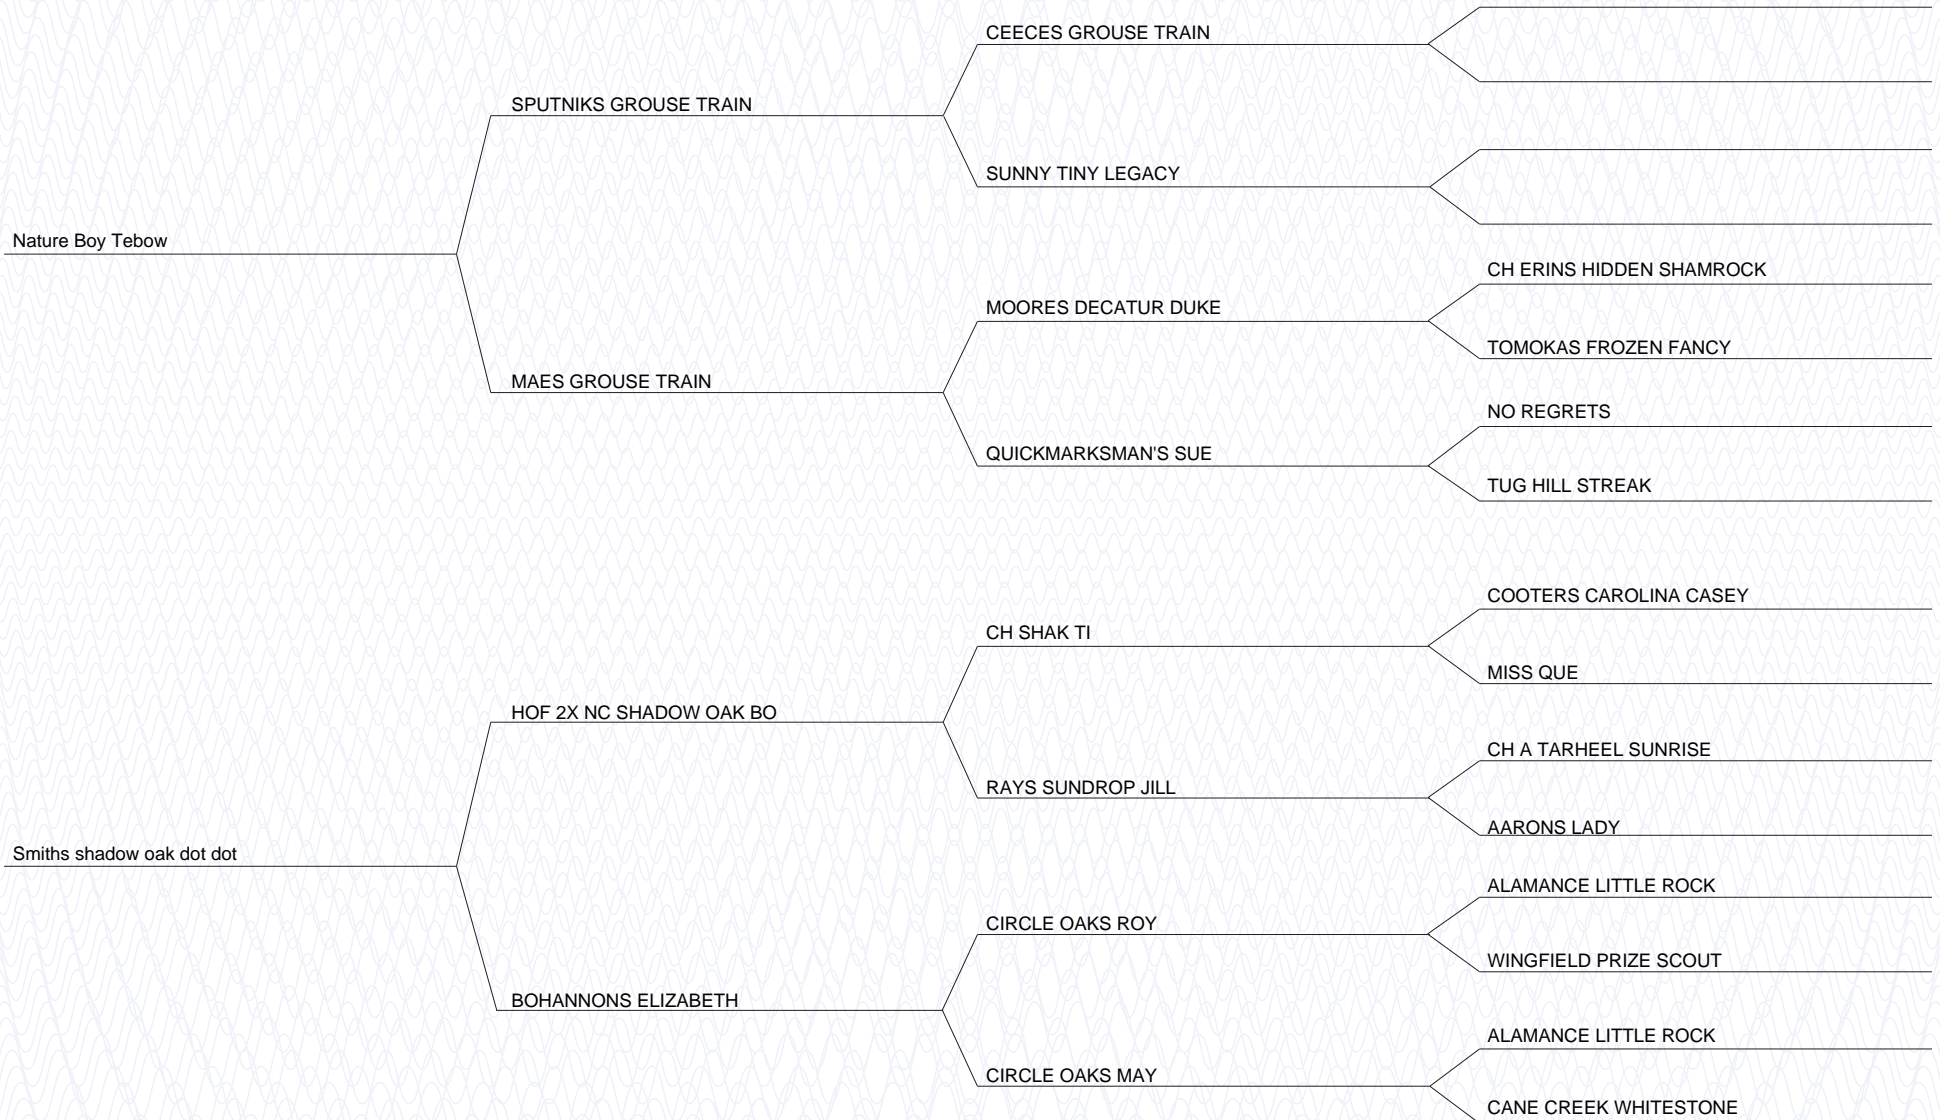 CEECES GROUSE TRAIN
SPUTNIKS GROUSE TRAIN
SUNNY TINY LEGACY
Nature Boy Tebow
CH ERINS HIDDEN SHAMROCK
MOORES DECATUR DUKE
TOMOKAS FROZEN FANCY
MAES GROUSE TRAIN
NO REGRETS
QUICKMARKSMAN'S SUE
TUG HILL STREAK
COOTERS CAROLINA CASEY
CH SHAK TI
MISS QUE
HOF 2X NC SHADOW OAK BO
CH A TARHEEL SUNRISE
RAYS SUNDROP JILL
AARONS LADY
Smiths shadow oak dot dot
ALAMANCE LITTLE ROCK
CIRCLE OAKS ROY
WINGFIELD PRIZE SCOUT
BOHANNONS ELIZABETH
ALAMANCE LITTLE ROCK
CIRCLE OAKS MAY
CANE CREEK WHITESTONE